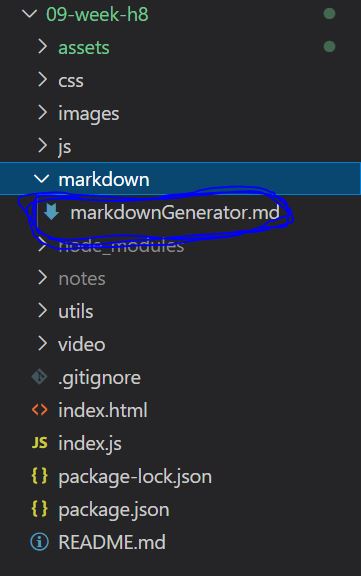 09-week-h8
assets
css
images
js
markdown
markdownGenerator.md
node_modules
notes
utils
video
.gitignore
index.html
JS index.js
package-lock.json
package.json
README.md